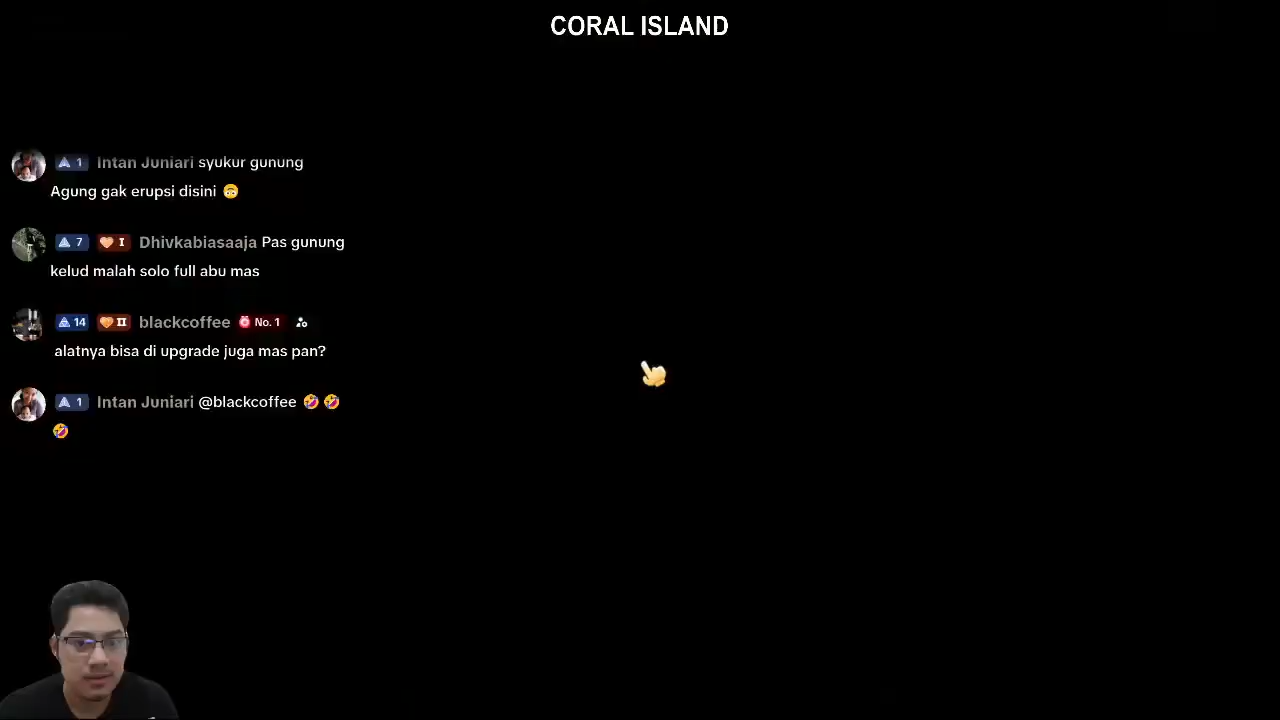 CORAL ISLAND
1 Intan Juniari syukur gunung
Agung gak erupsi disini 🙃
7 I Dhivkabiasaaja Pas gunung
kelud malah solo full abu mas
14 II blackcoffee No. 1
alatnya bisa di upgrade juga mas pan?
1 Intan Juniari @blackcoffee 🤣🤣
🤣